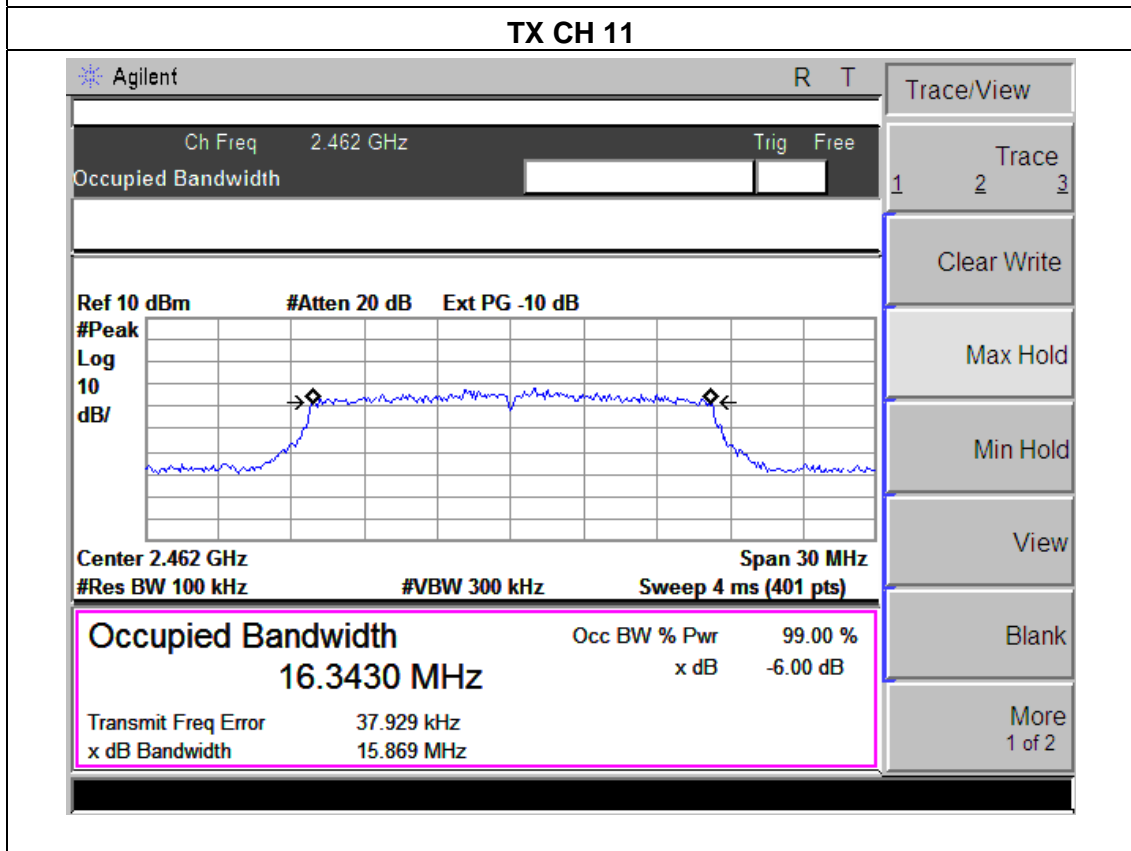 TX CH 11
Agilent R T
Trace/View
Ch Freq 2.462 GHz Trig Free
Occupied Bandwidth
Trace
1 2 3
Clear Write
Ref 10 dBm #Atten 20 dB Ext PG -10 dB
#Peak
Log
10
dB/
Max Hold
Min Hold
View
Center 2.462 GHz Span 30 MHz
#Res BW 100 kHz #VBW 300 kHz Sweep 4 ms (401 pts)
Occupied Bandwidth Occ BW % Pwr 99.00 %
16.3430 MHz x dB -6.00 dB
Transmit Freq Error 37.929 kHz
x dB Bandwidth 15.869 MHz
Blank
More
1 of 2